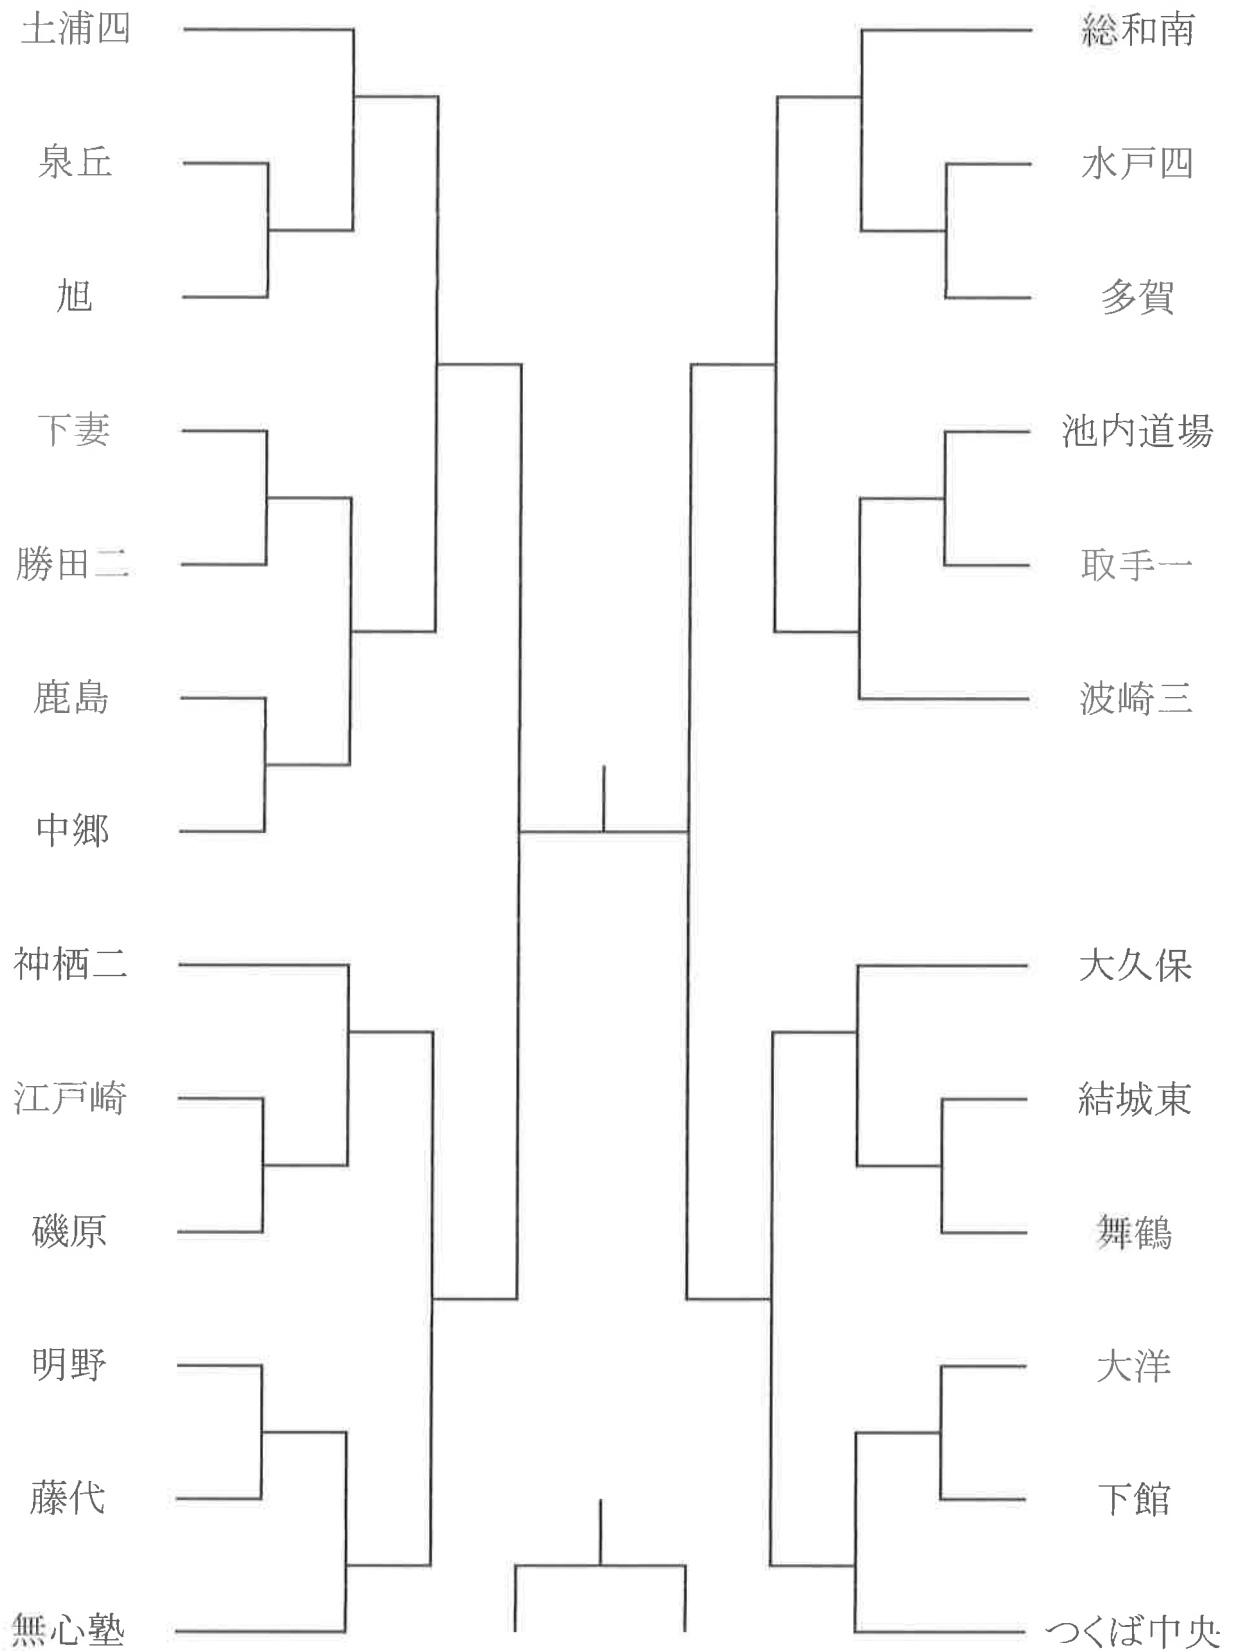 土浦四
泉丘
旭
下妻
勝田二
鹿島
中郷
神栖二
江戸崎
磯原
明野
藤代
無心塾
総和南
水戸四
多賀
池内道場
取手一
波崎三
大久保
結城東
舞鶴
大洋
下館
つくば中央